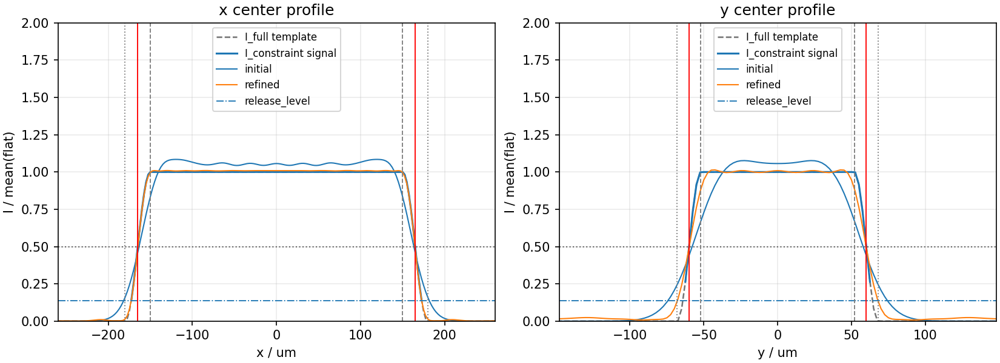 x center profile
I / mean(flat)
2.00
1.75
1.50
1.25
1.00
0.75
0.50
0.25
0.00
I_full template
I_constraint signal
initial
refined
release_level
−200
−100
0
100
200
x / um
y center profile
I / mean(flat)
2.00
1.75
1.50
1.25
1.00
0.75
0.50
0.25
0.00
I_full template
I_constraint signal
initial
refined
release_level
−100
−50
0
50
100
y / um